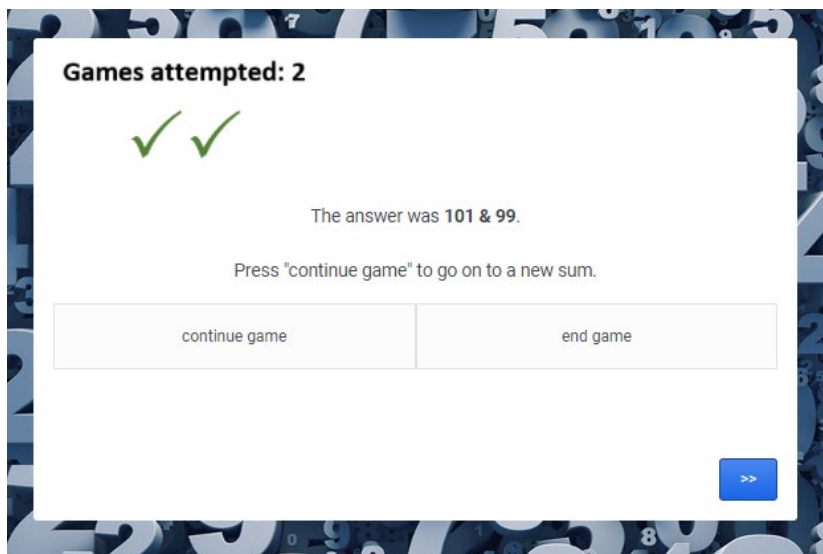 Games attempted: 2
The answer was 101 & 99.
Press "continue game" to go on to a new sum.
continue game
end game
>>